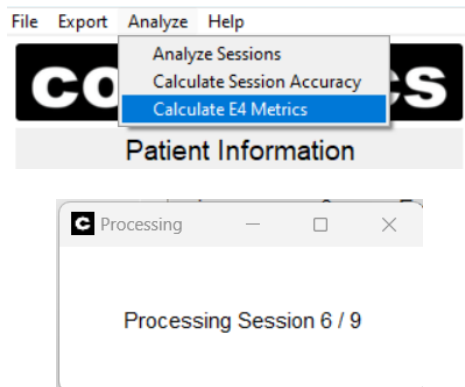 File Export Analyze Help
Analyze Sessions
Calculate Session Accuracy
Calculate E4 Metrics
Patient Information
C Processing
Processing Session 6 / 9